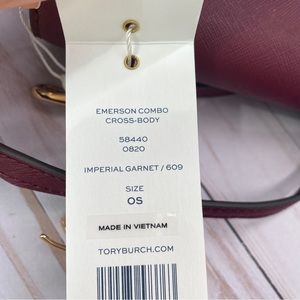 EMERSON COMBO
CROSS-BODY
58440
0820
IMPERIAL GARNET / 609
SIZE
OS
MADE IN VIETNAM
TORYBURCH.COM